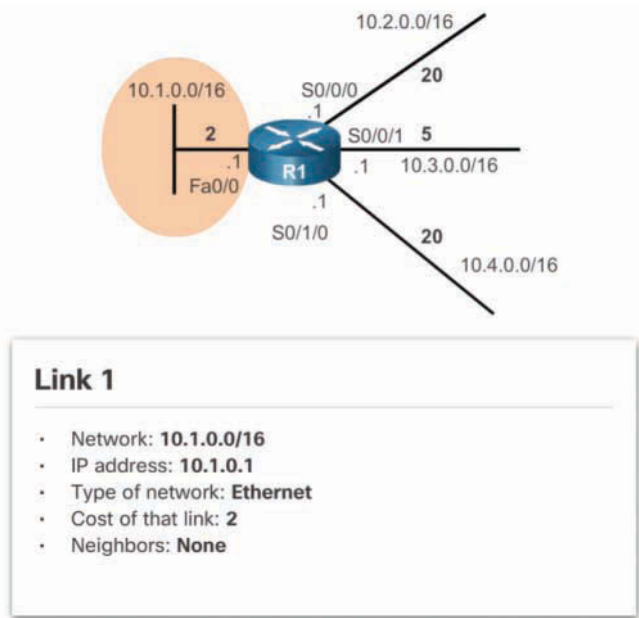 10.2.0.0/16
20
10.1.0.0/16
S0/0/0
.1
2
S0/0/1 5
.1
R1
.1
10.3.0.0/16
Fa0/0
.1
S0/1/0
20
10.4.0.0/16
Link 1
· Network: 10.1.0.0/16
· IP address: 10.1.0.1
· Type of network: Ethernet
· Cost of that link: 2
· Neighbors: None